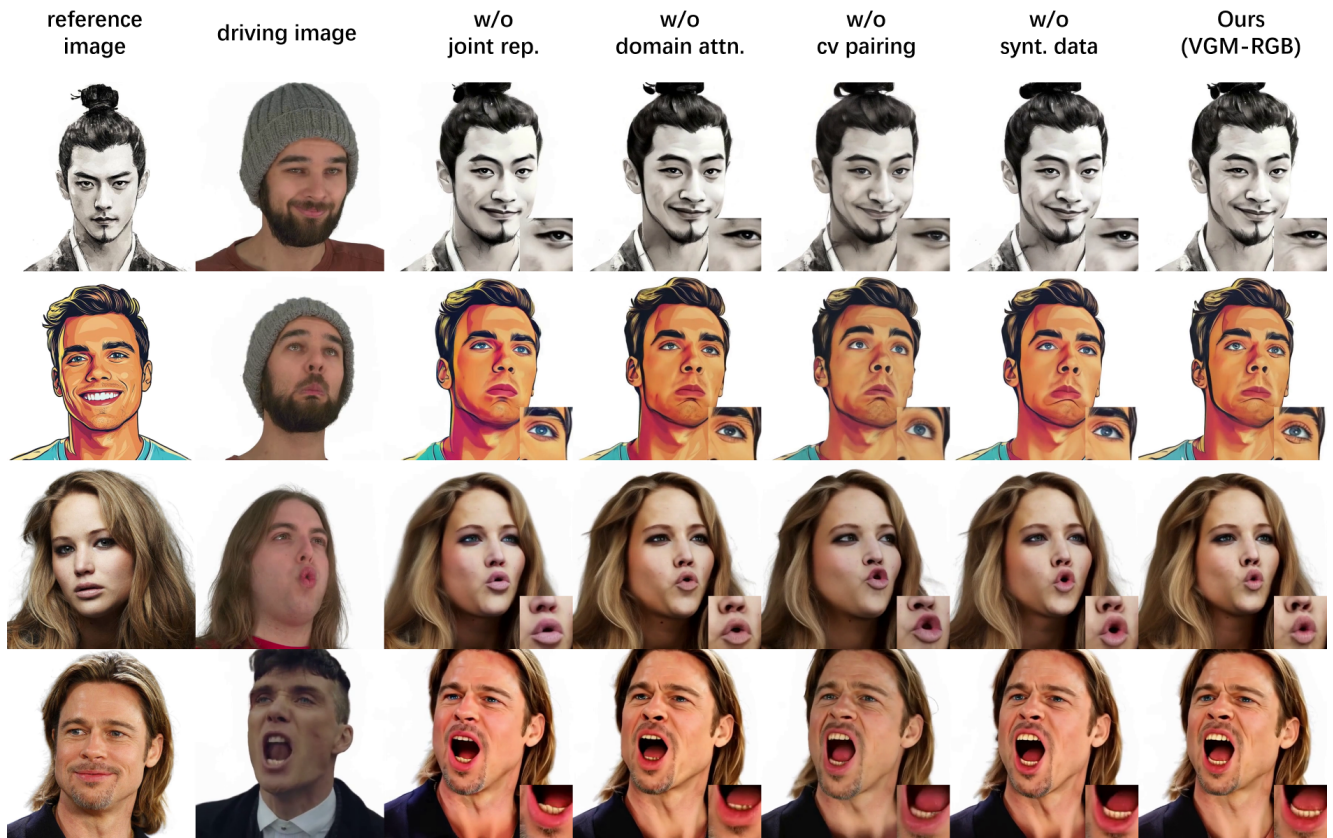 reference
image
driving image
w/o
joint rep.
w/o
domain attn.
w/o
cv pairing
w/o
synt. data
Ours
(VGM-RGB)